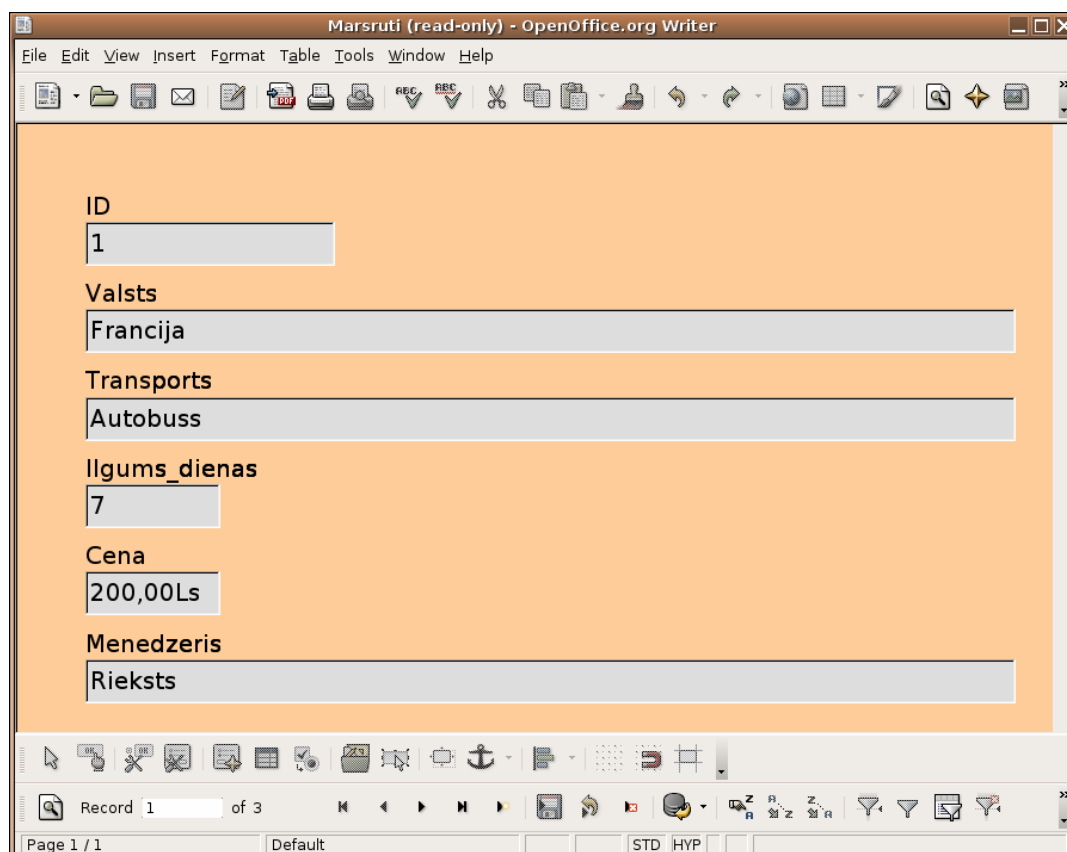 Marsruti (read-only) - OpenOffice.org Writer
File Edit View Insert Format Table Tools Window Help
ID
1
Valsts
Francija
Transports
Autobuss
Ilgums_dienas
7
Cena
200,00Ls
Menedzeris
Rieksts
Record 1 of 3
Page 1 / 1 Default STD HYP